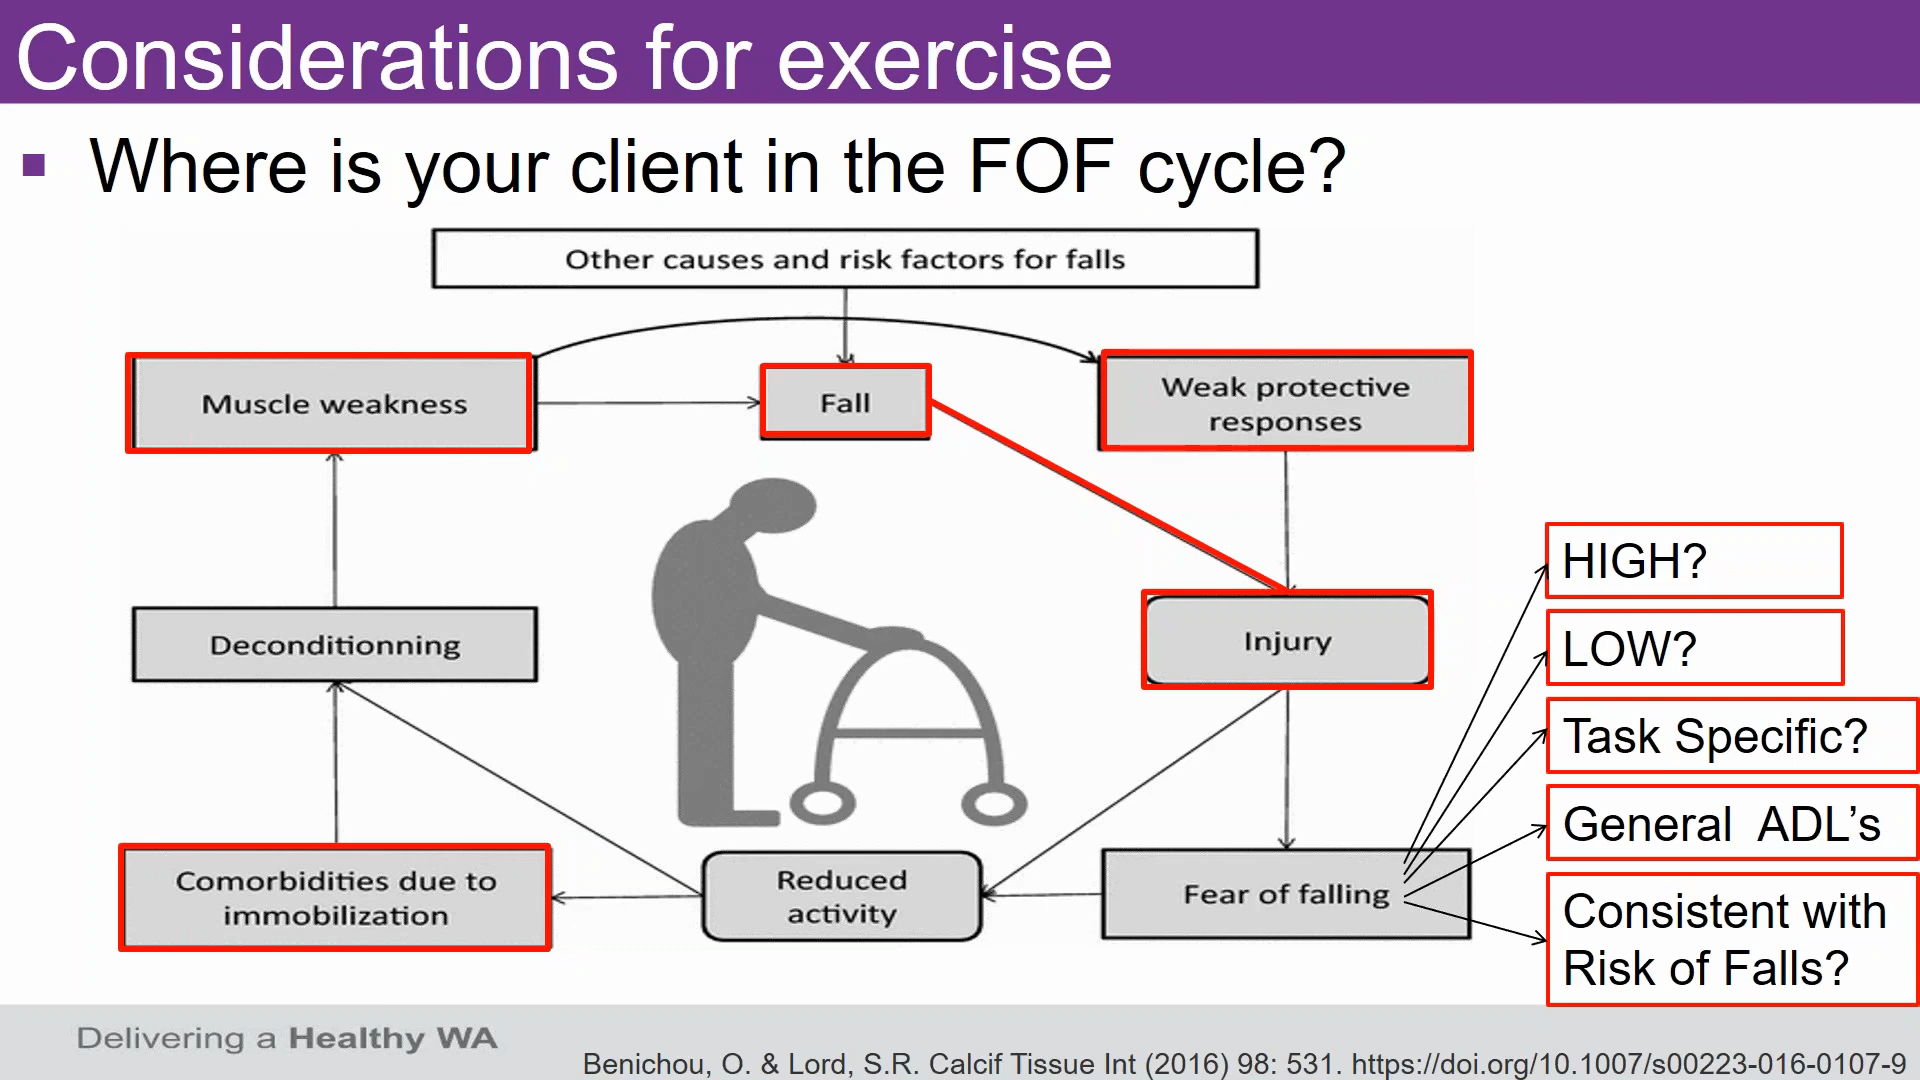 Considerations for exercise
▪ Where is your client in the FOF cycle?
Other causes and risk factors for falls
Muscle weakness
Fall
Weak protective
responses
Deconditionning
Injury
Comorbidities due to
immobilization
Reduced
activity
Fear of falling
HIGH?
LOW?
Task Specific?
General ADL’s
Consistent with
Risk of Falls?
Delivering a Healthy WA
Benichou, O. & Lord, S.R. Calcif Tissue Int (2016) 98: 531. https://doi.org/10.1007/s00223-016-0107-9